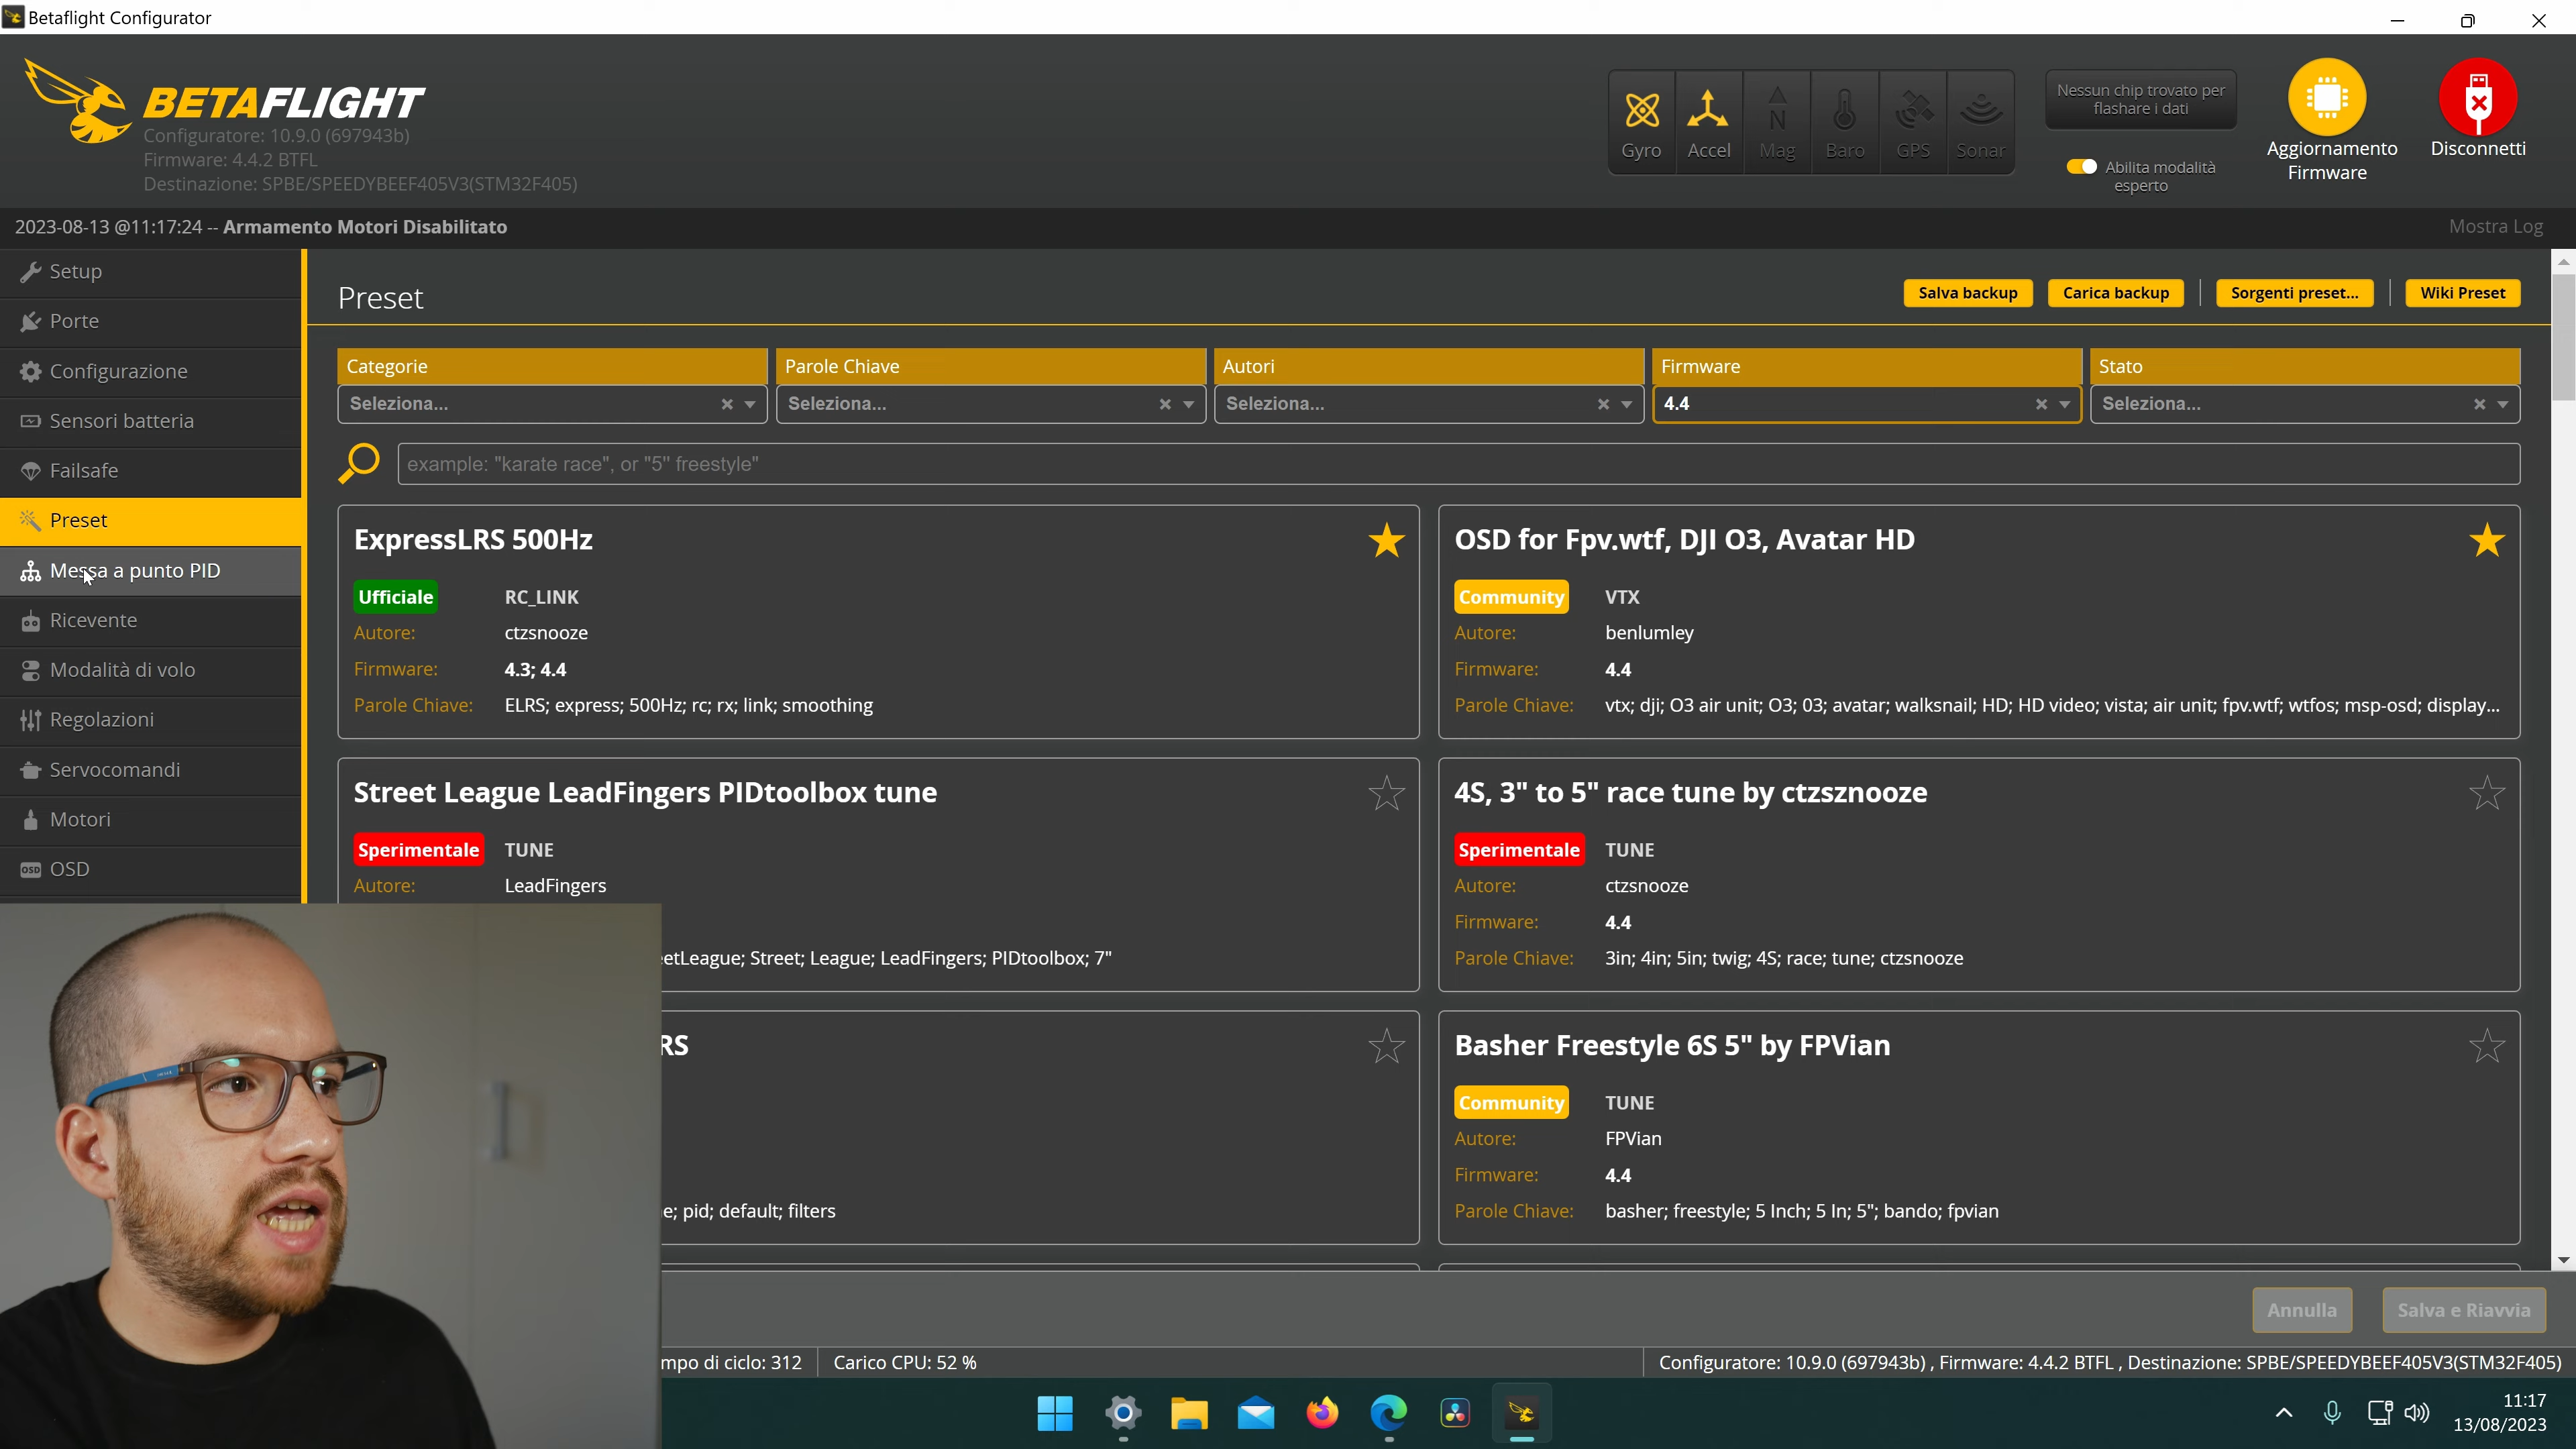 Betaflight Configurator
BETAFLIGHT
Configuratore: 10.9.0 (697943b)
Firmware: 4.4.2 BTFL
Destinazione: SPBE/SPEEDYBEEF405V3(STM32F405)
Gyro
Accel
Mag
Baro
GPS
Sonar
Nessun chip trovato per
flashare i dati
Abilita modalità
esperto
Aggiornamento
Firmware
Disconnetti
2023-08-13 @11:17:24 -- Armamento Motori Disabilitato
Mostra Log
Setup
Porte
Configurazione
Sensori batteria
Failsafe
Preset
Messa a punto PID
Ricevente
Modalità di volo
Regolazioni
Servocomandi
Motori
OSD
OSD
Preset
Salva backup
Carica backup
Sorgenti preset...
Wiki Preset
Categorie
Parole Chiave
Autori
Firmware
Stato
Seleziona...
Seleziona...
Seleziona...
4.4
Seleziona...
example: "karate race", or "5'' freestyle"
ExpressLRS 500Hz
Ufficiale RC_LINK
Autore: ctzsnooze
Firmware: 4.3; 4.4
Parole Chiave: ELRS; express; 500Hz; rc; rx; link; smoothing
OSD for Fpv.wtf, DJI O3, Avatar HD
Community VTX
Autore: benlumley
Firmware: 4.4
Parole Chiave: vtx; dji; O3 air unit; O3; 03; avatar; walksnail; HD; HD video; vista; air unit; fpv.wtf; wtfos; msp-osd; display...
Street League LeadFingers PIDtoolbox tune
Sperimentale TUNE
Autore: LeadFingers
etLeague; Street; League; LeadFingers; PIDtoolbox; 7"
4S, 3" to 5" race tune by ctzsznooze
Sperimentale TUNE
Autore: ctzsnooze
Firmware: 4.4
Parole Chiave: 3in; 4in; 5in; twig; 4S; race; tune; ctzsnooze
RS
e; pid; default; filters
Basher Freestyle 6S 5" by FPVian
Community TUNE
Autore: FPVian
Firmware: 4.4
Parole Chiave: basher; freestyle; 5 Inch; 5 In; 5"; bando; fpvian
Annulla
Salva e Riavvia
mpo di ciclo: 312
Carico CPU: 52 %
Configuratore: 10.9.0 (697943b) , Firmware: 4.4.2 BTFL , Destinazione: SPBE/SPEEDYBEEF405V3(STM32F405)
11:17
13/08/2023